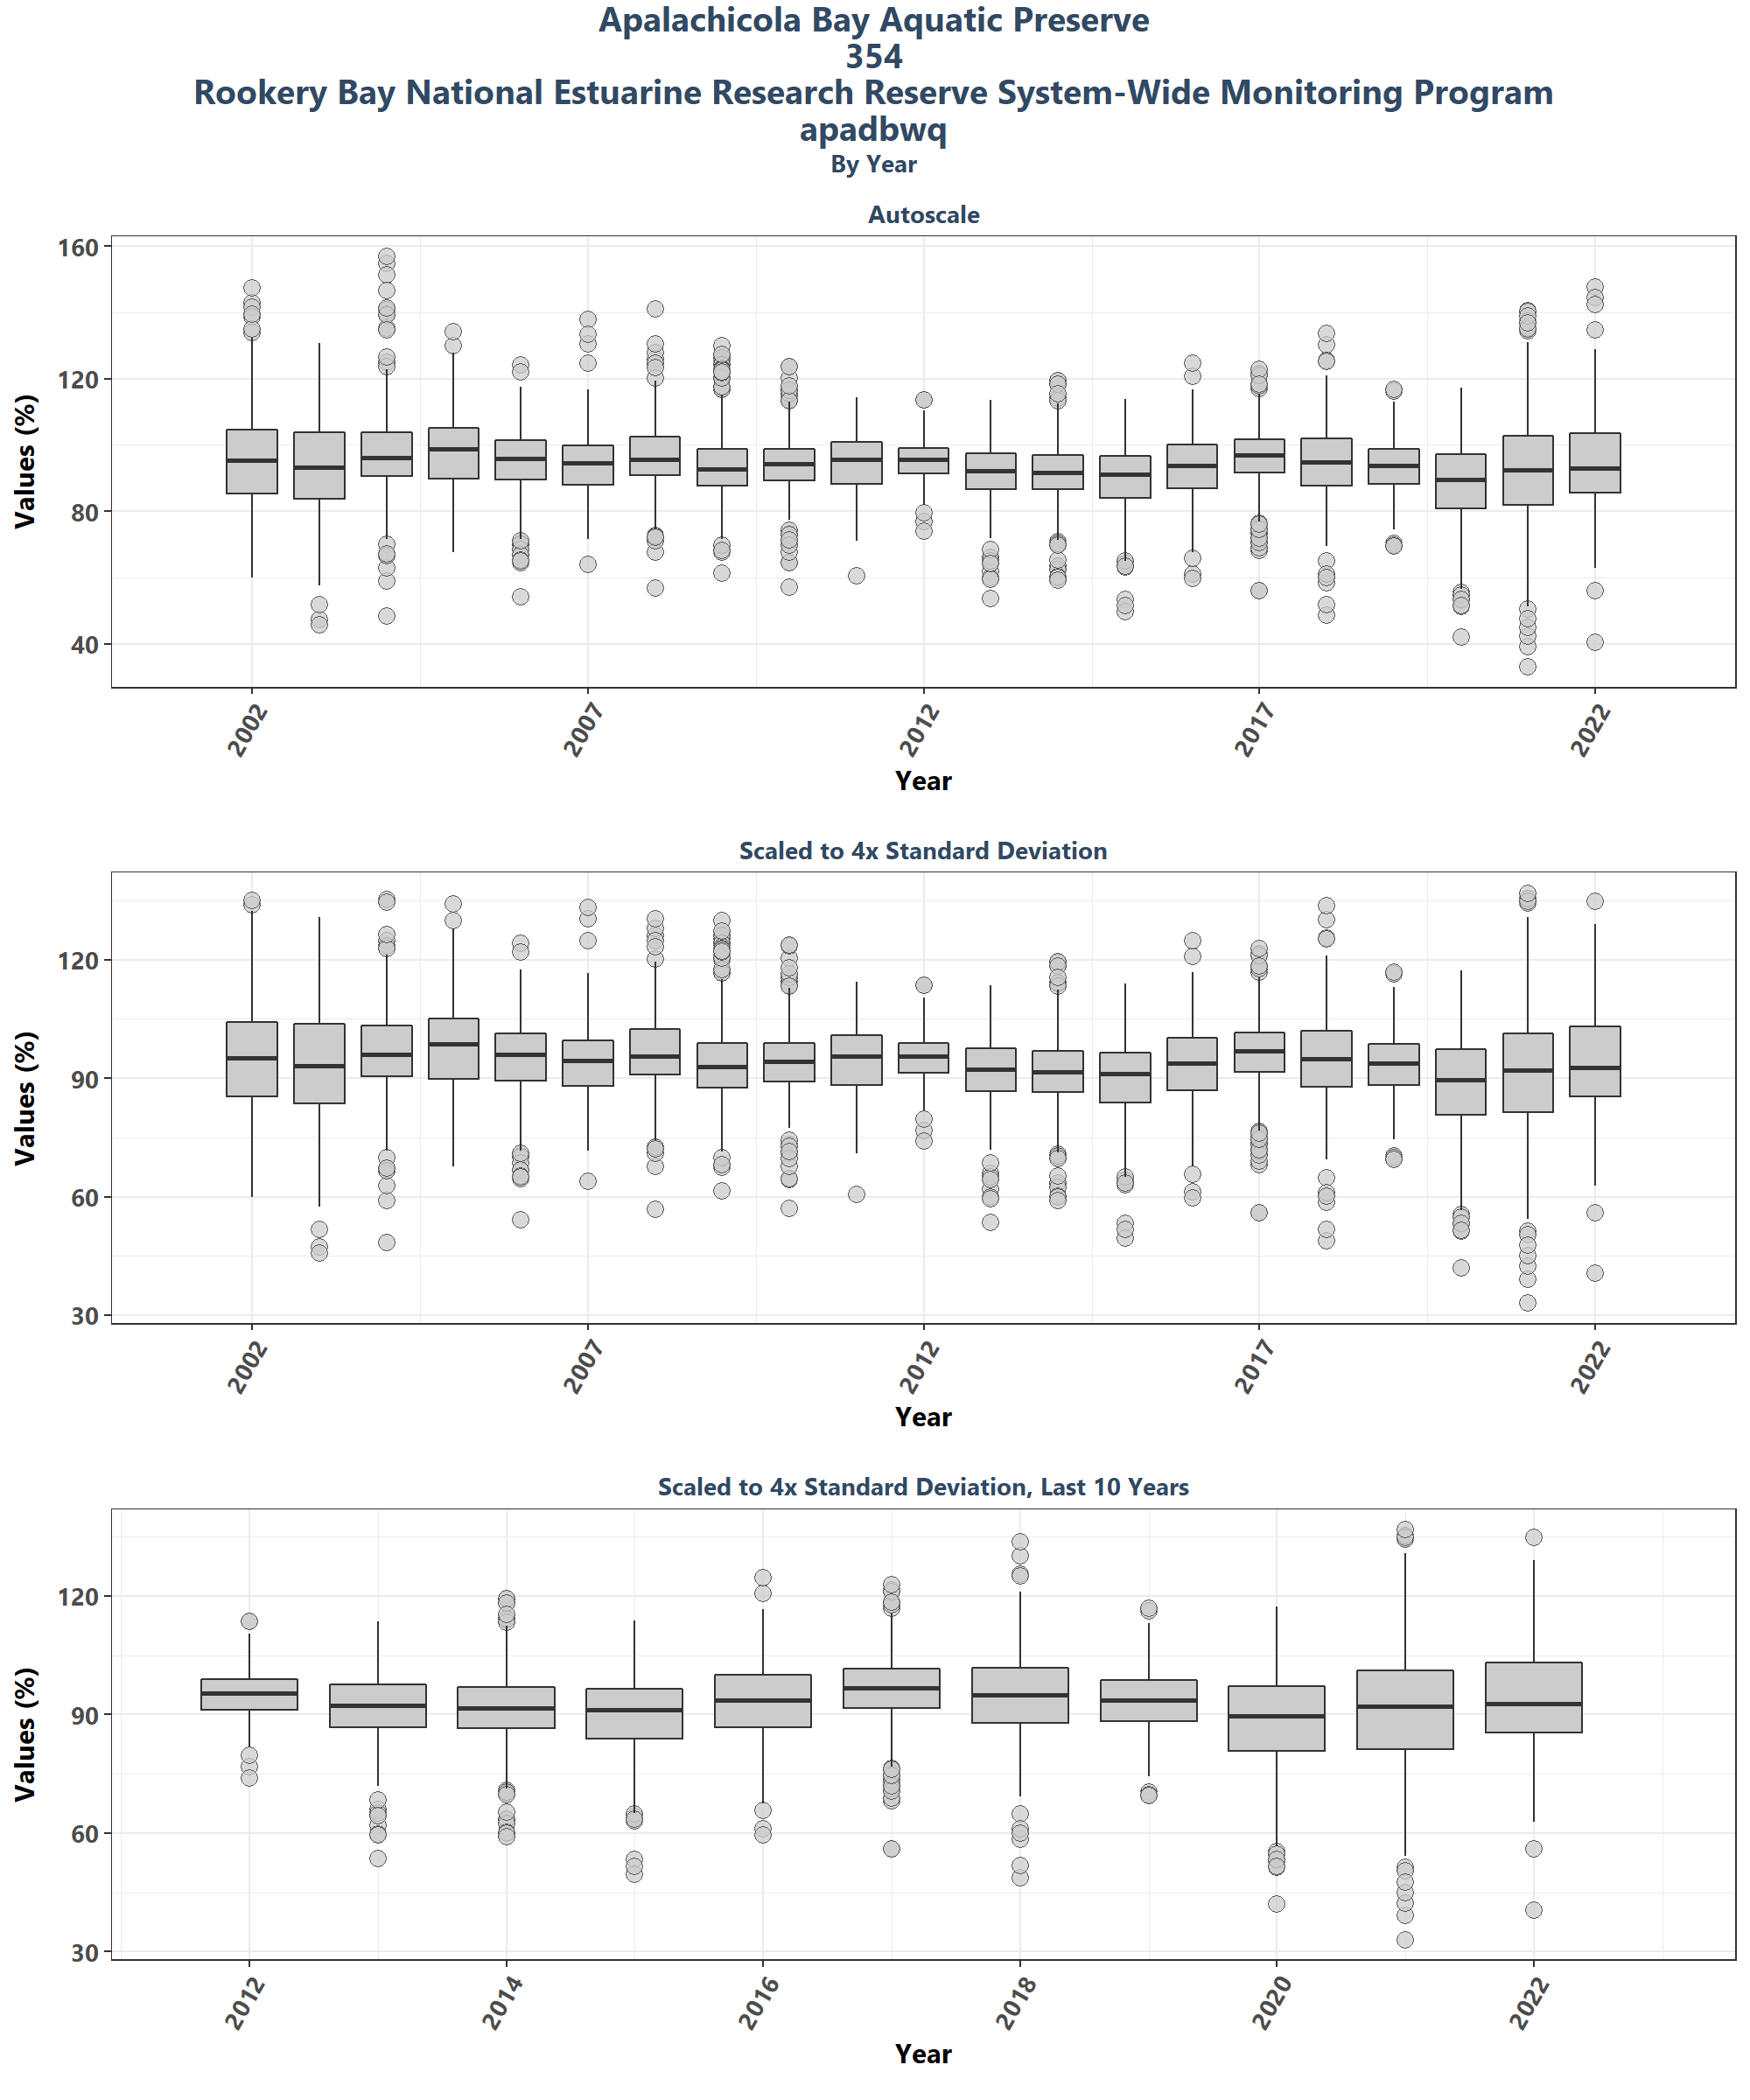 Apalachicola Bay Aquatic Preserve
354
Rookery Bay National Estuarine Research Reserve System-Wide Monitoring Program
apadbwq
By Year
Autoscale
Values (%)
160
120
80
40
2002
2007
2012
2017
2022
Year
Scaled to 4x Standard Deviation
Values (%)
120
90
60
30
2002
2007
2012
2017
2022
Year
Scaled to 4x Standard Deviation, Last 10 Years
Values (%)
120
90
60
30
2012
2014
2016
2018
2020
2022
Year